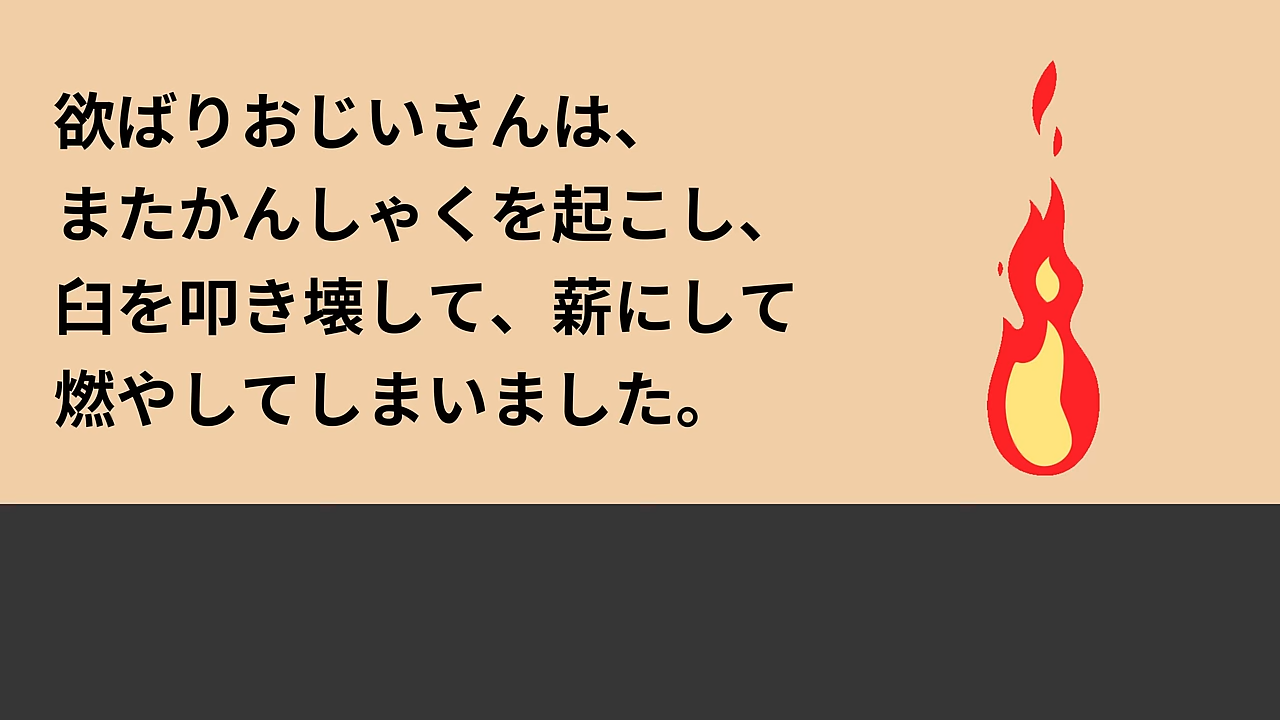 欲ばりおじいさんは、
またかんしゃくを起こし、
臼を叩き壊して、薪にして
燃やしてしまいました。